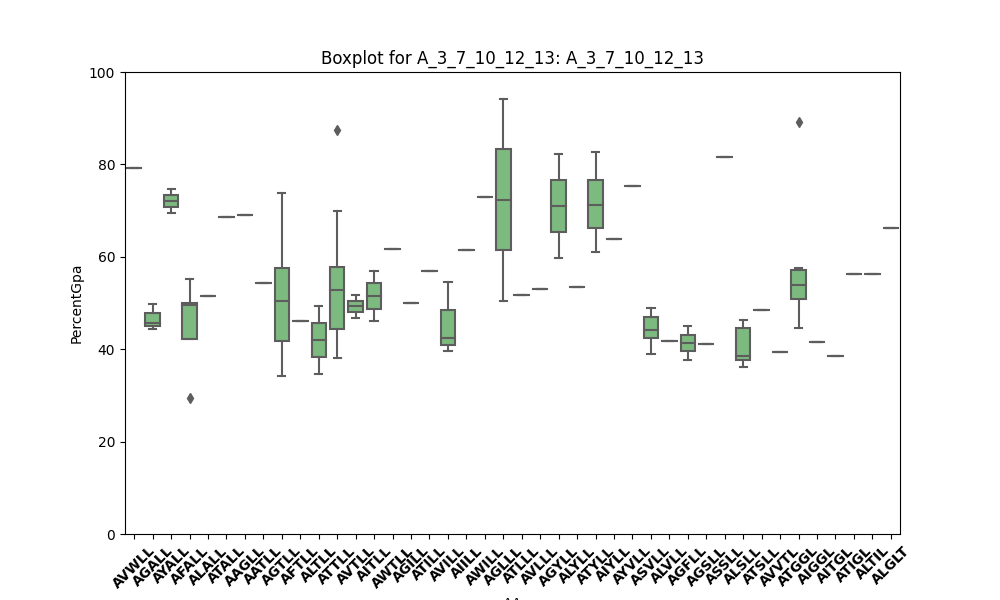 Boxplot for A_3_7_10_12_13: A_3_7_10_12_13
PercentGpa
100
80
60
40
20
0
AVWLL
AGALL
AYALL
AFALL
ALALL
ATALL
AAGLL
AATLL
AGTLL
AFTLL
ALTLL
ATTLL
AVTLL
AITLL
AWTLL
AGILL
ATILL
AVILL
AIILL
AWILL
AGLLL
ATLLL
AVLLL
AGYLL
ALYLL
ATYLL
AIYLL
AYVLL
ASVLL
ALVLL
AGFLL
AGSLL
ASSLL
ALSLL
ATSLL
AVVTL
ATGGL
AIGGL
AITGL
ATIGL
ALTIL
ALGLT